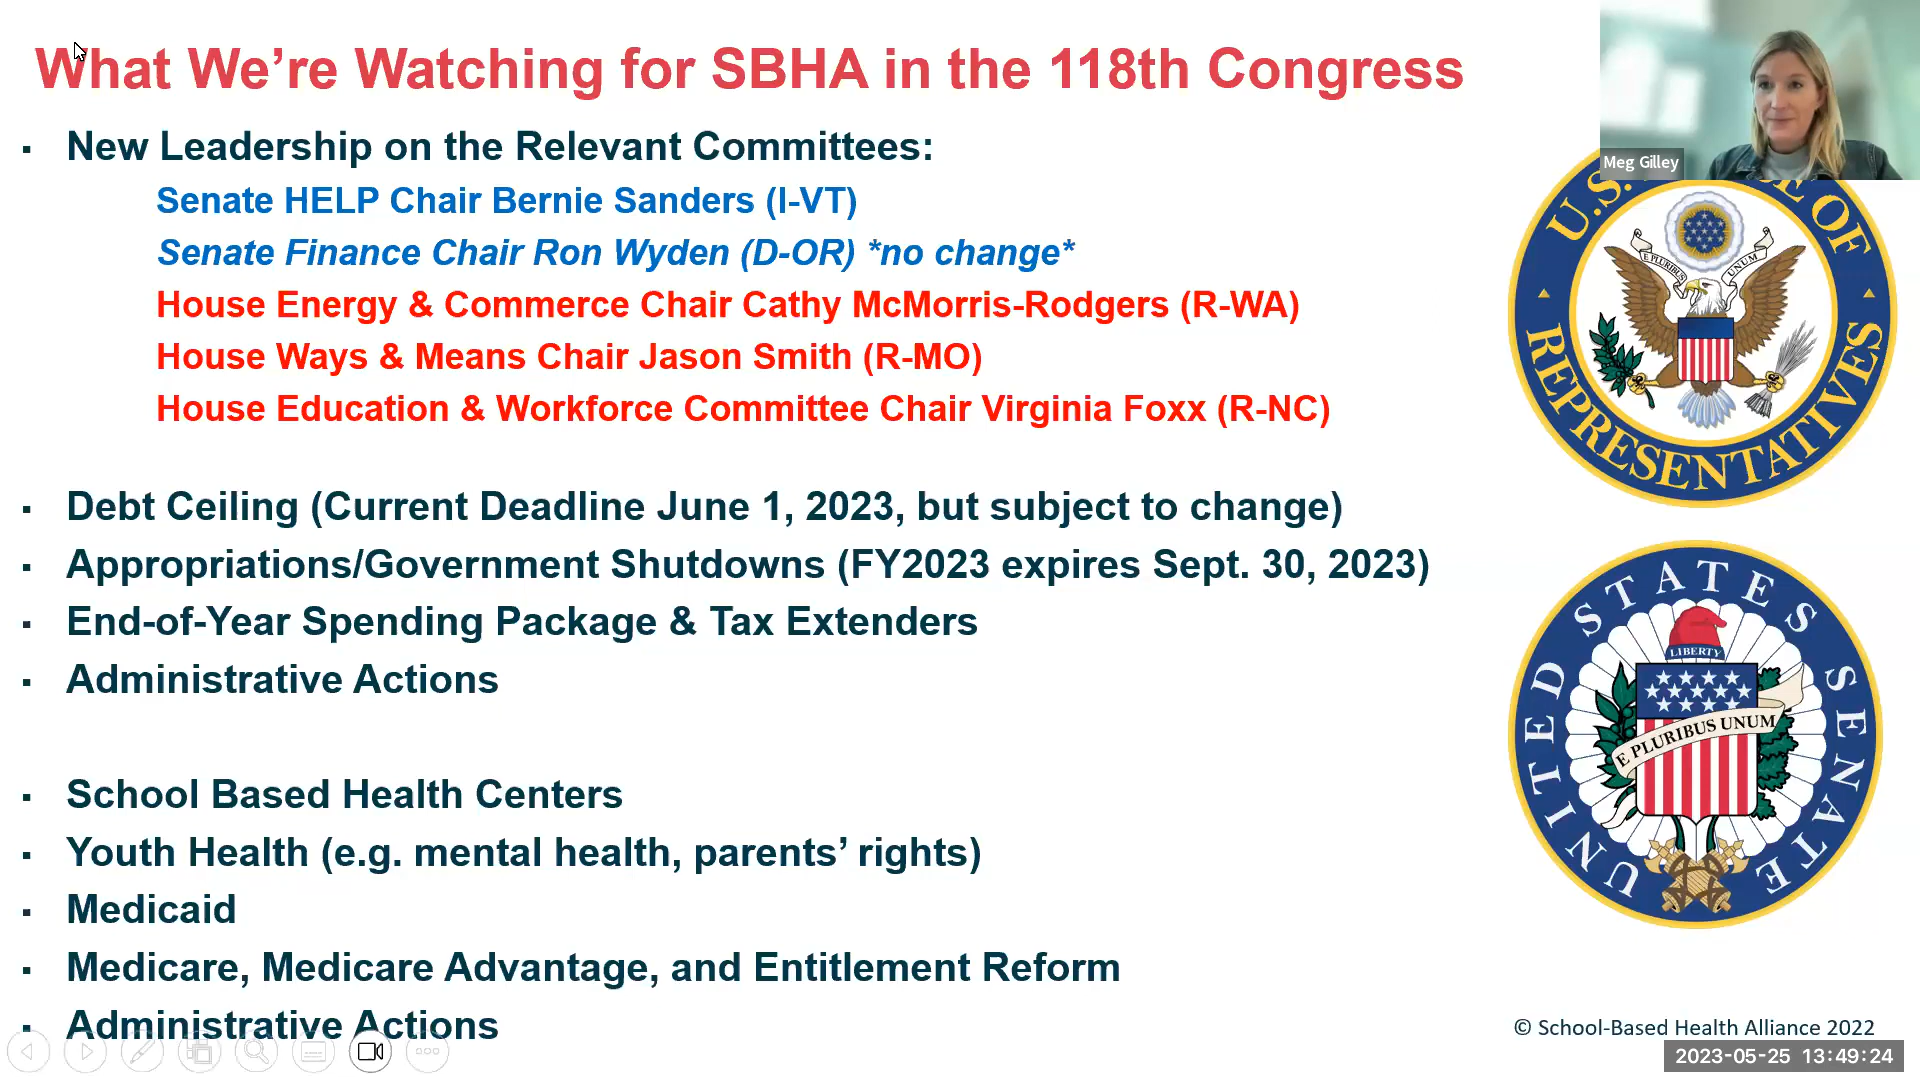 What We're Watching for SBHA in the 118th Congress
Meg Gilley
▪ New Leadership on the Relevant Committees:
Senate HELP Chair Bernie Sanders (I-VT)
Senate Finance Chair Ron Wyden (D-OR) *no change*
House Energy & Commerce Chair Cathy McMorris-Rodgers (R-WA)
House Ways & Means Chair Jason Smith (R-MO)
House Education & Workforce Committee Chair Virginia Foxx (R-NC)
▪ Debt Ceiling (Current Deadline June 1, 2023, but subject to change)
▪ Appropriations/Government Shutdowns (FY2023 expires Sept. 30, 2023)
▪ End-of-Year Spending Package & Tax Extenders
▪ Administrative Actions
▪ School Based Health Centers
▪ Youth Health (e.g. mental health, parents’ rights)
▪ Medicaid
▪ Medicare, Medicare Advantage, and Entitlement Reform
▪ Administrative Actions
U.S. OF
REPRESENTATIVES
E PLURIBUS UNUM
UNITED STATES SENATE
LIBERTY
E PLURIBUS UNUM
© School-Based Health Alliance 2022
2023-05-25 13:49:24